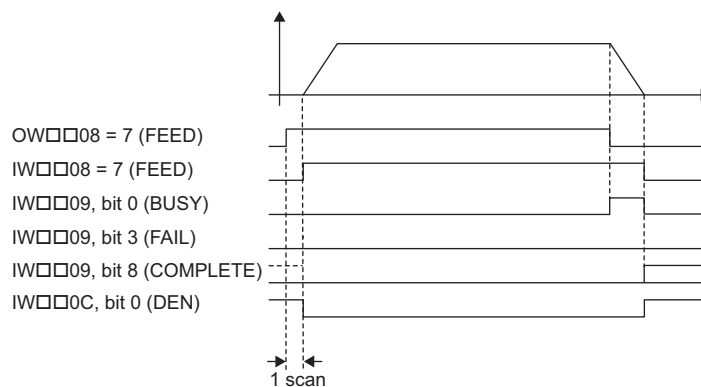 OW□□08 = 7 (FEED)
IW□□08 = 7 (FEED)
IW□□09, bit 0 (BUSY)
IW□□09, bit 3 (FAIL)
IW□□09, bit 8 (COMPLETE)
IW□□0C, bit 0 (DEN)
1 scan